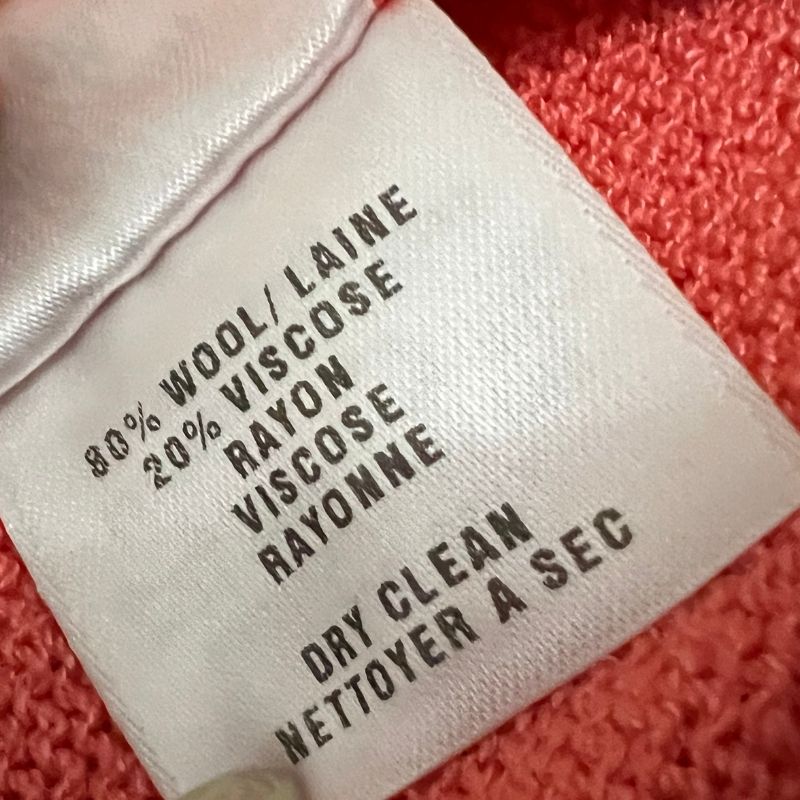 80% WOOL/ LAINE
20% VISCOSE
RAYON
VISCOSE
RAYONNE
DRY CLEAN
NETTOYER A SEC